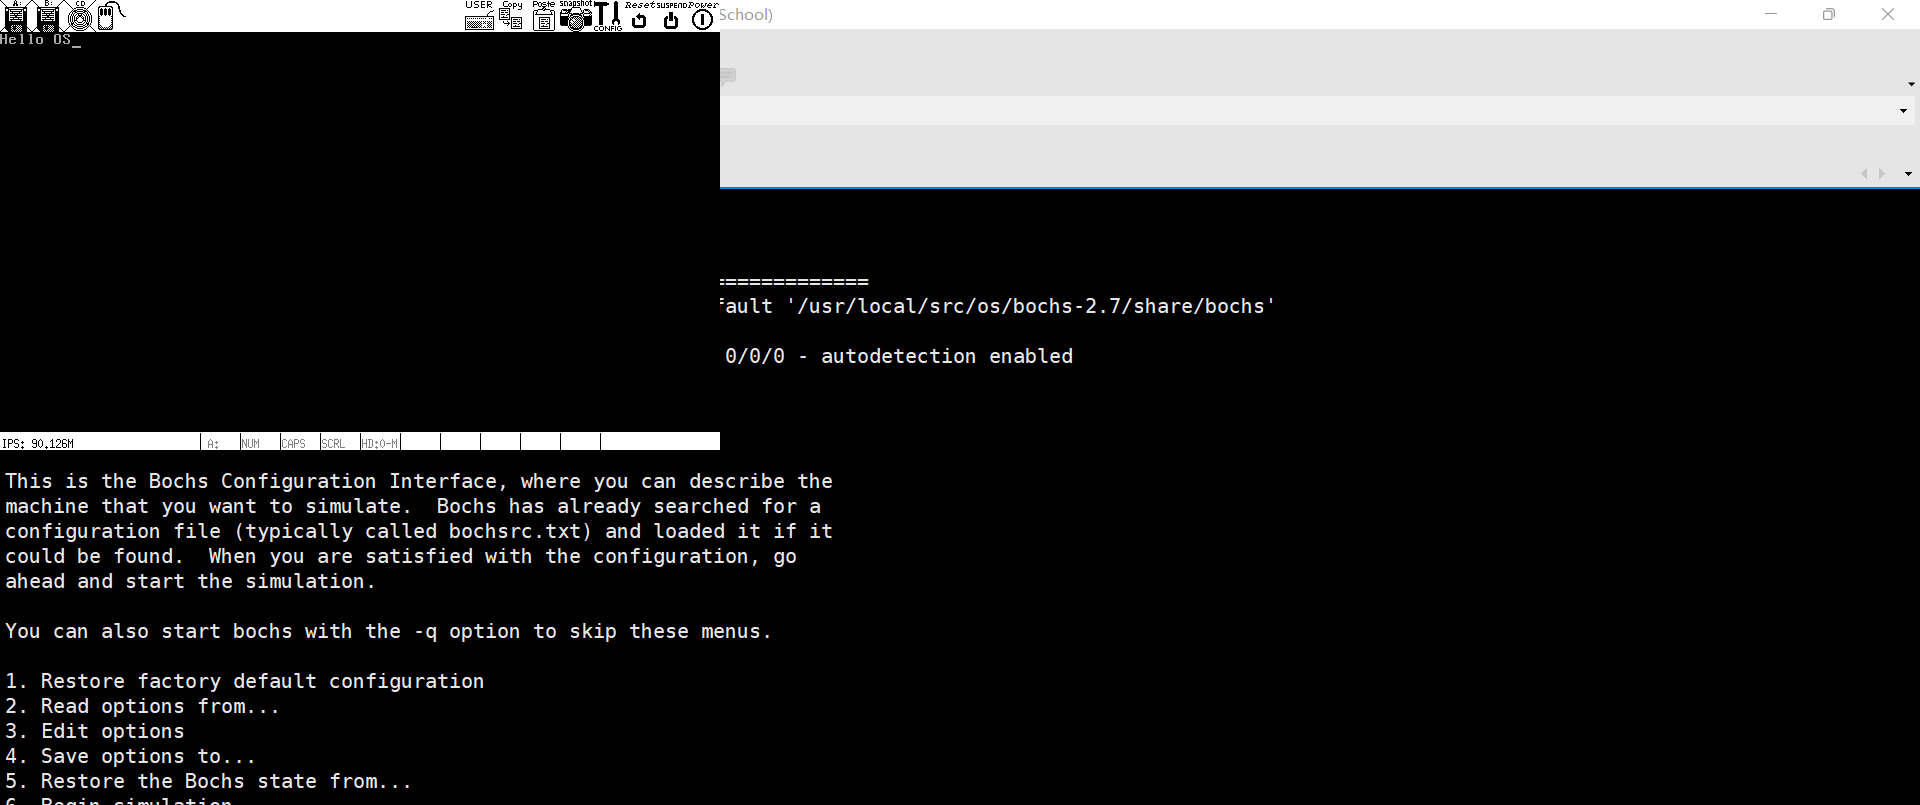 A: B: CD USER Copy Paste snapshot CONFIG Reset SUSPEND Power
School)
Hello OS_
=============
fault '/usr/local/src/os/bochs-2.7/share/bochs'
0/0/0 - autodetection enabled
IPS: 90.126M A: NUM CAPS SCRL HD:0-M
This is the Bochs Configuration Interface, where you can describe the
machine that you want to simulate.  Bochs has already searched for a
configuration file (typically called bochsrc.txt) and loaded it if it
could be found.  When you are satisfied with the configuration, go
ahead and start the simulation.
You can also start bochs with the -q option to skip these menus.
1. Restore factory default configuration
2. Read options from...
3. Edit options
4. Save options to...
5. Restore the Bochs state from...
6. Begin simulation